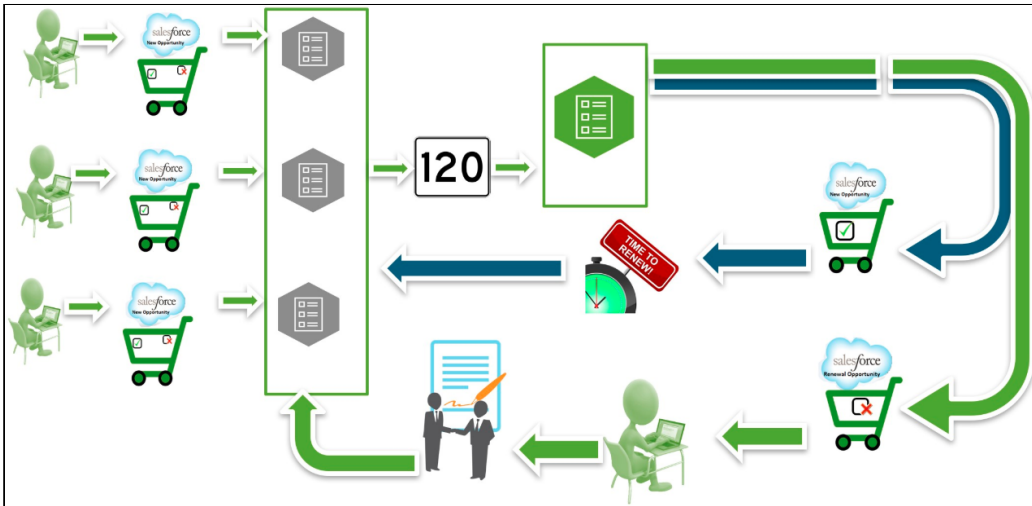 salesforce
New Opportunity
salesforce
New Opportunity
salesforce
New Opportunity
120
salesforce
New Opportunity
TIME TO
RENEW!
salesforce
Renewal Opportunity